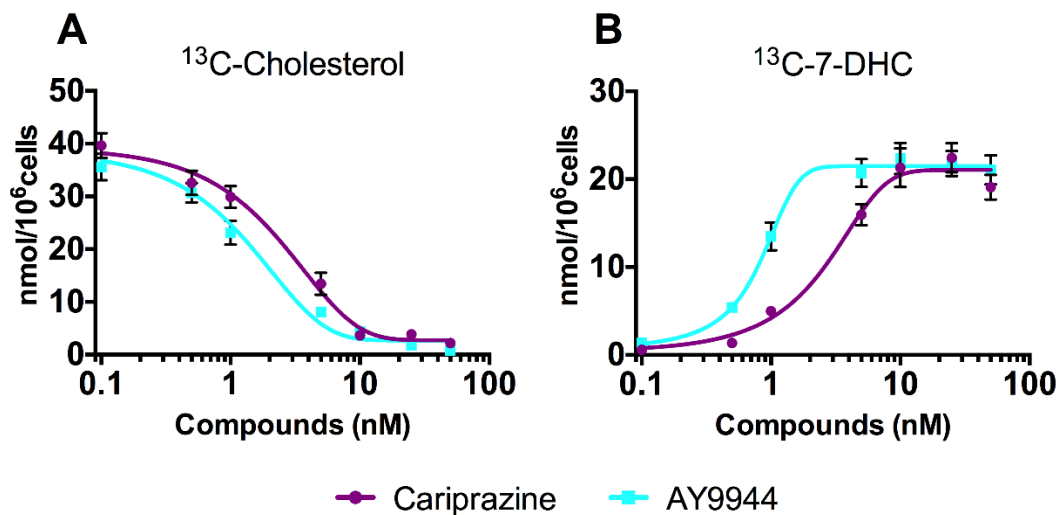 A
¹³C-Cholesterol
50
40
30
20
10
0
nmol/10⁶cells
0.1 1 10 100
Compounds (nM)
B
¹³C-7-DHC
30
20
10
0
nmol/10⁶cells
0.1 1 10 100
Compounds (nM)
Cariprazine AY9944